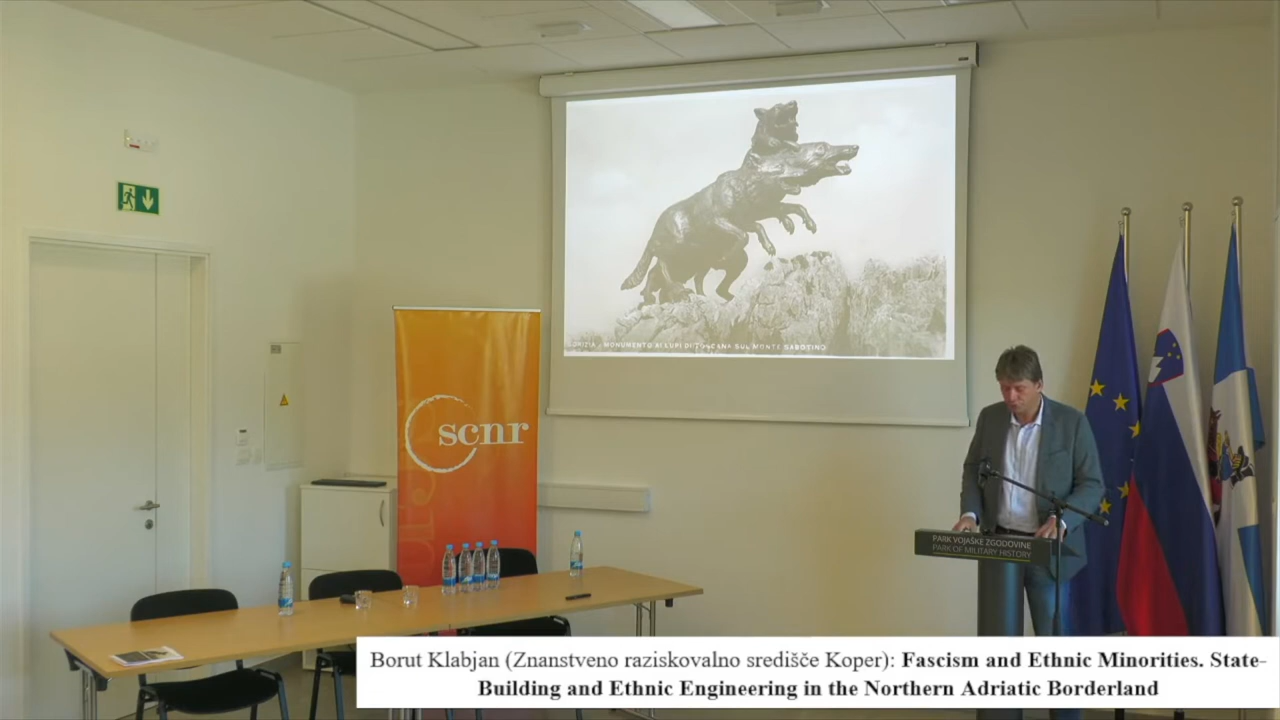 GORIZIA - MONUMENTO AI LUPI DI TOSCANA SUL MONTE SABOTINO
scnr
PARK VOJAŠKE ZGODOVINE
PARK OF MILITARY HISTORY
Borut Klabjan (Znanstveno raziskovalno središče Koper): Fascism and Ethnic Minorities. State-
Building and Ethnic Engineering in the Northern Adriatic Borderland